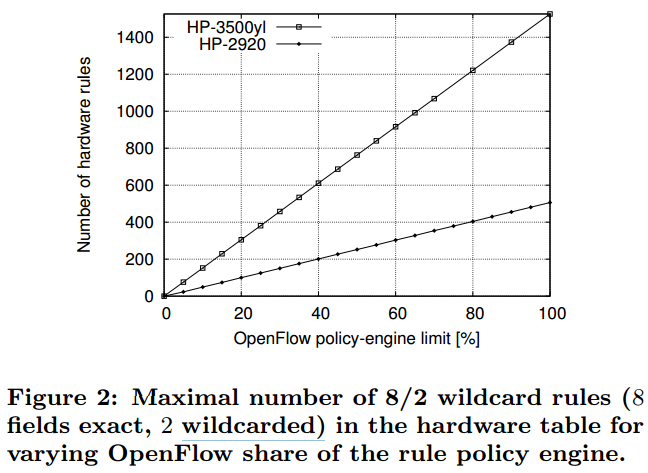 HP-3500yl
HP-2920
1400
1200
1000
800
600
400
200
0
Number of hardware rules
0 20 40 60 80 100
OpenFlow policy-engine limit [%]
Figure 2: Maximal number of 8/2 wildcard rules (8
fields exact, 2 wildcarded) in the hardware table for
varying OpenFlow share of the rule policy engine.